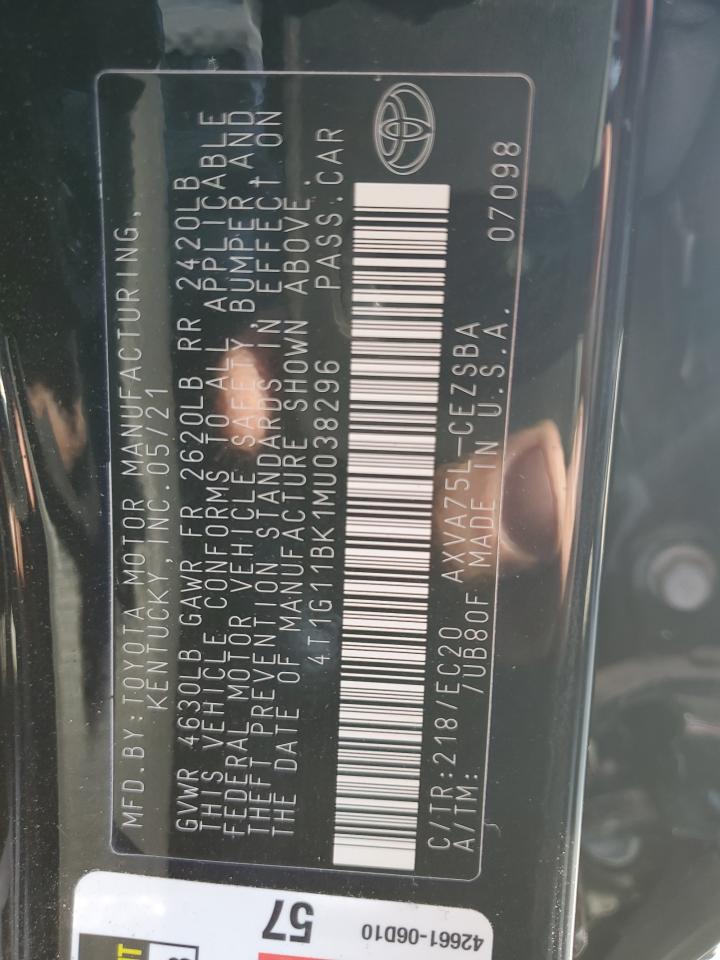 MFD.BY:TOYOTA MOTOR MANUFACTURING,
KENTUCKY, INC.05/21
GVWR 4630LB GAWR FR 2620LB RR 2420LB
THIS VEHICLE CONFORMS TO ALL APPLICABLE
FEDERAL MOTOR VEHICLE SAFETY, BUMPER, AND
THEFT PREVENTION STANDARDS IN EFFECT ON
THE DATE OF MANUFACTURE SHOWN ABOVE.
4T1G11BK1MU038296 PASS.CAR
C/TR:218/EC20 AXVA75L-CEZSBA 07098
A/TM: /UB80F MADE IN U.S.A.
57
42661-06D10